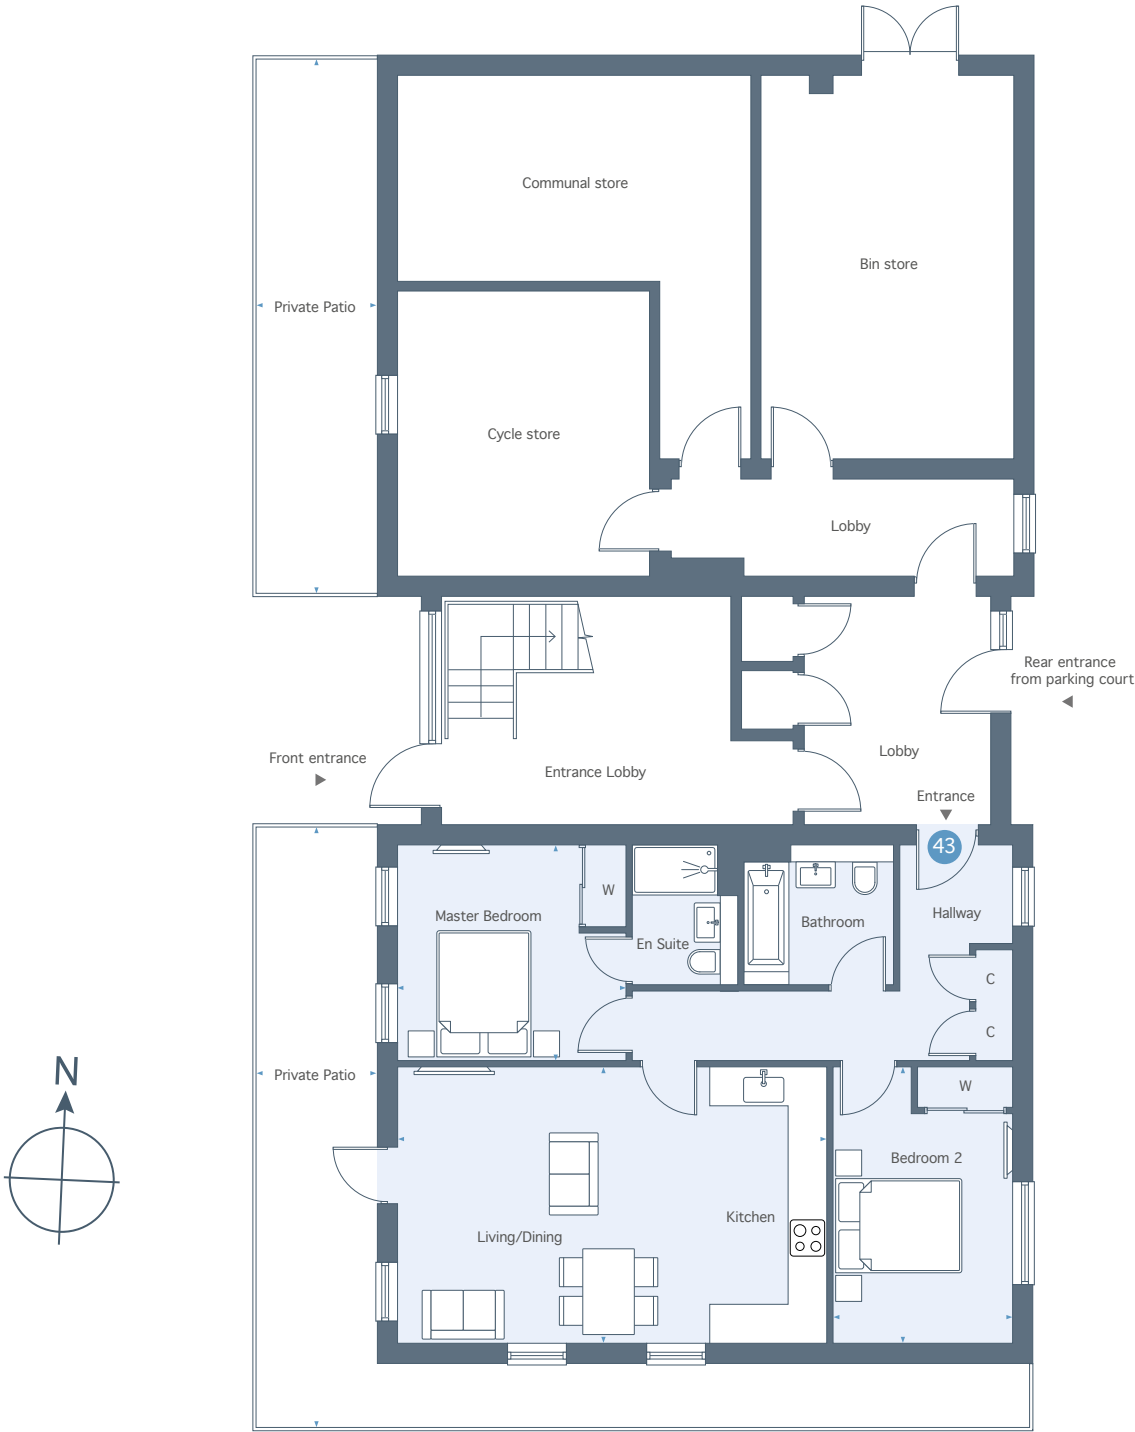 Communal store
Bin store
Private Patio
Cycle store
Lobby
Rear entrance
from parking court
Lobby
Front entrance
Entrance Lobby
Entrance
43
W
Master Bedroom
Hallway
Bathroom
En Suite
C
C
N
Private Patio
W
Bedroom 2
Kitchen
Living/Dining